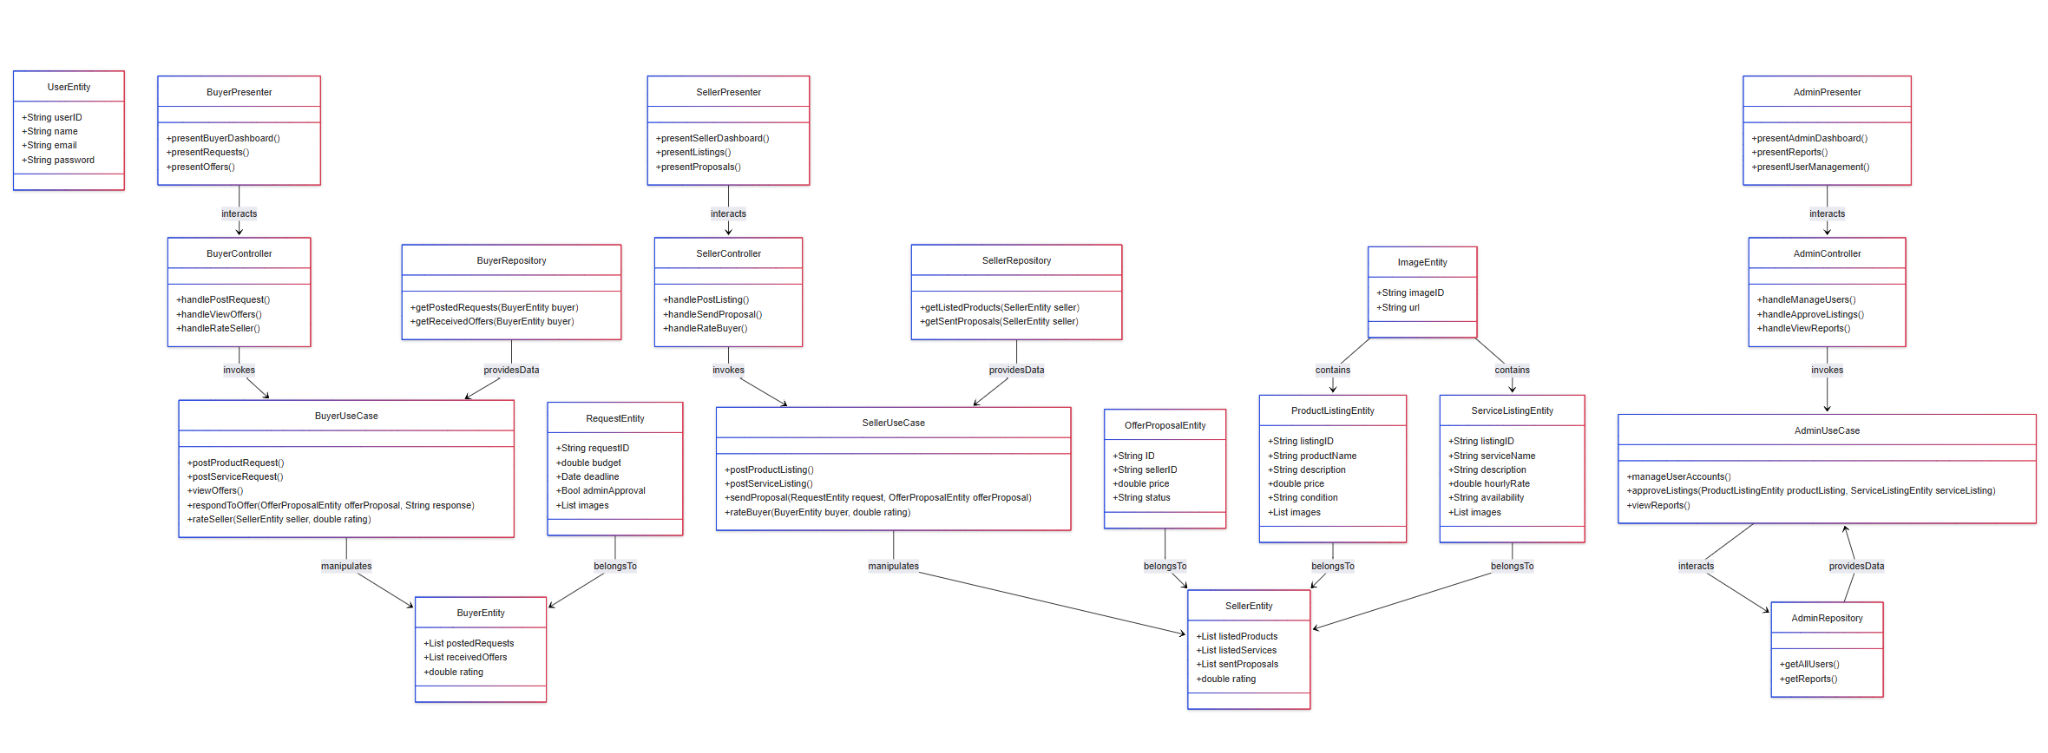 UserEntity
+String userID
+String name
+String email
+String password
BuyerPresenter
+presentBuyerDashboard()
+presentRequests()
+presentOffers()
interacts
BuyerController
+handlePostRequest()
+handleViewOffers()
+handleRateSeller()
invokes
BuyerRepository
+getPostedRequests(BuyerEntity buyer)
+getReceivedOffers(BuyerEntity buyer)
providesData
BuyerUseCase
+postProductRequest()
+postServiceRequest()
+viewOffers()
+respondToOffer(OfferProposalEntity offerProposal, String response)
+rateSeller(SellerEntity seller, double rating)
manipulates
RequestEntity
+String requestID
+double budget
+Date deadline
+Bool adminApproval
+List images
belongsTo
BuyerEntity
+List postedRequests
+List receivedOffers
+double rating
SellerPresenter
+presentSellerDashboard()
+presentListings()
+presentProposals()
interacts
SellerController
+handlePostListing()
+handleSendProposal()
+handleRateBuyer()
invokes
SellerRepository
+getListedProducts(SellerEntity seller)
+getSentProposals(SellerEntity seller)
providesData
SellerUseCase
+postProductListing()
+postServiceListing()
+sendProposal(RequestEntity request, OfferProposalEntity offerProposal)
+rateBuyer(BuyerEntity buyer, double rating)
manipulates
OfferProposalEntity
+String ID
+String sellerID
+double price
+String status
belongsTo
ImageEntity
+String imageID
+String url
contains
contains
ProductListingEntity
+String listingID
+String productName
+String description
+double price
+String condition
+List images
belongsTo
ServiceListingEntity
+String listingID
+String serviceName
+String description
+double hourlyRate
+String availability
+List images
belongsTo
SellerEntity
+List listedProducts
+List listedServices
+List sentProposals
+double rating
AdminPresenter
+presentAdminDashboard()
+presentReports()
+presentUserManagement()
interacts
AdminController
+handleManageUsers()
+handleApproveListings()
+handleViewReports()
invokes
AdminUseCase
+manageUserAccounts()
+approveListings(ProductListingEntity productListing, ServiceListingEntity serviceListing)
+viewReports()
interacts
providesData
AdminRepository
+getAllUsers()
+getReports()